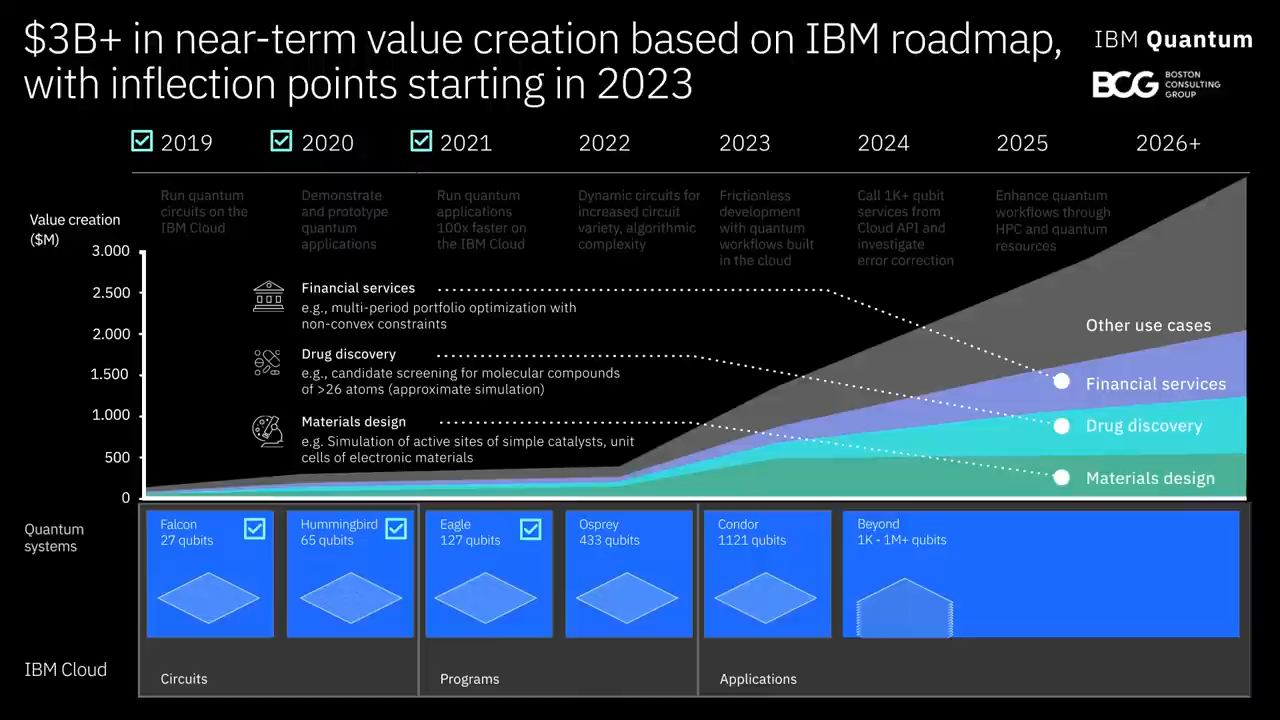 $3B+ in near-term value creation based on IBM roadmap,
with inflection points starting in 2023
IBM Quantum
BCG
BOSTON
CONSULTING
GROUP
2019
2020
2021
2022
2023
2024
2025
2026+
Run quantum
circuits on the
IBM Cloud
Demonstrate
and prototype
quantum
applications
Run quantum
applications
100x faster on
the IBM Cloud
Dynamic circuits for
increased circuit
variety, algorithmic
complexity
Frictionless
development
with quantum
workflows built
in the cloud
Call 1K+ qubit
services from
Cloud API and
investigate
error correction
Enhance quantum
workflows through
HPC and quantum
resources
Value creation
($M)
3.000
2.500
2.000
1.500
1.000
500
0
Financial services
e.g., multi-period portfolio optimization with
non-convex constraints
Drug discovery
e.g., candidate screening for molecular compounds
of >26 atoms (approximate simulation)
Materials design
e.g. Simulation of active sites of simple catalysts, unit
cells of electronic materials
Other use cases
Financial services
Drug discovery
Materials design
Quantum
systems
Falcon
27 qubits
Hummingbird
65 qubits
Eagle
127 qubits
Osprey
433 qubits
Condor
1121 qubits
Beyond
1K - 1M+ qubits
IBM Cloud
Circuits
Programs
Applications